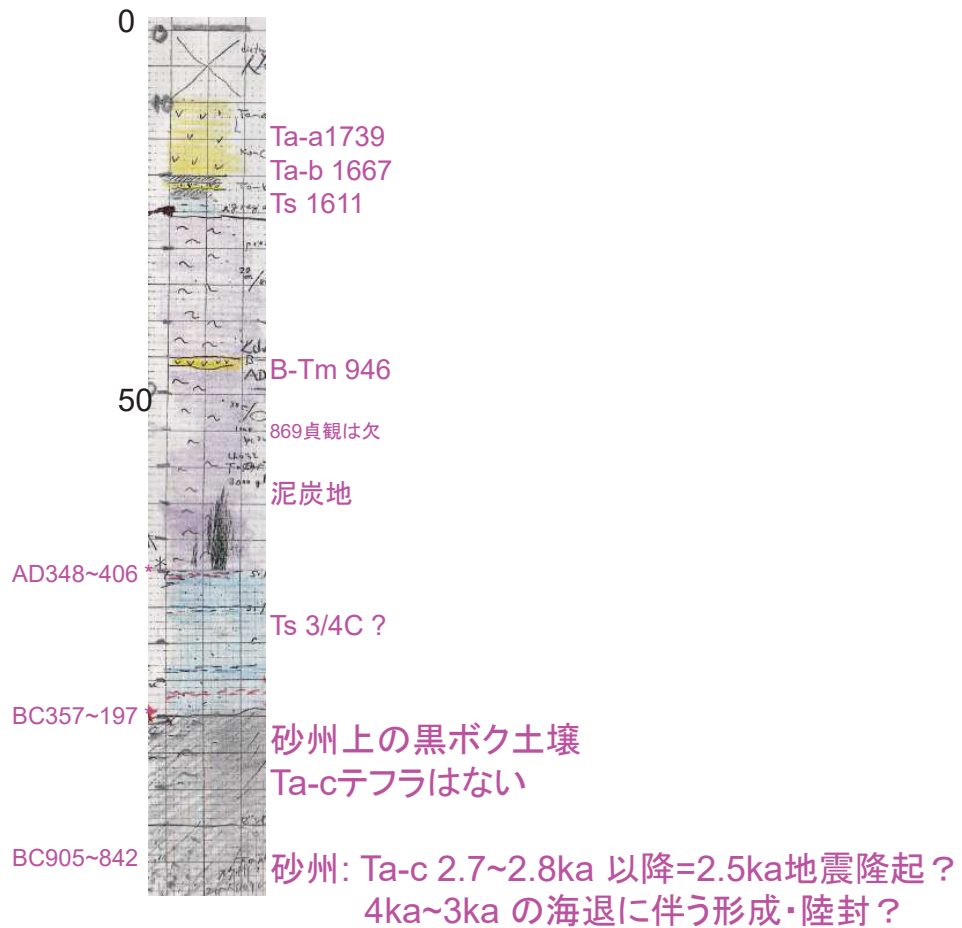 0
0
10
Ta-a1739
Ta-b 1667
Ts 1611
B-Tm 946
50
869貞観は欠
泥炭地
AD348~406 *
Ts 3/4C ?
BC357~197
砂州上の黒ボク土壌
Ta-cテフラはない
BC905~842
砂州: Ta-c 2.7~2.8ka 以降=2.5ka地震隆起?
4ka~3ka の海退に伴う形成・陸封?